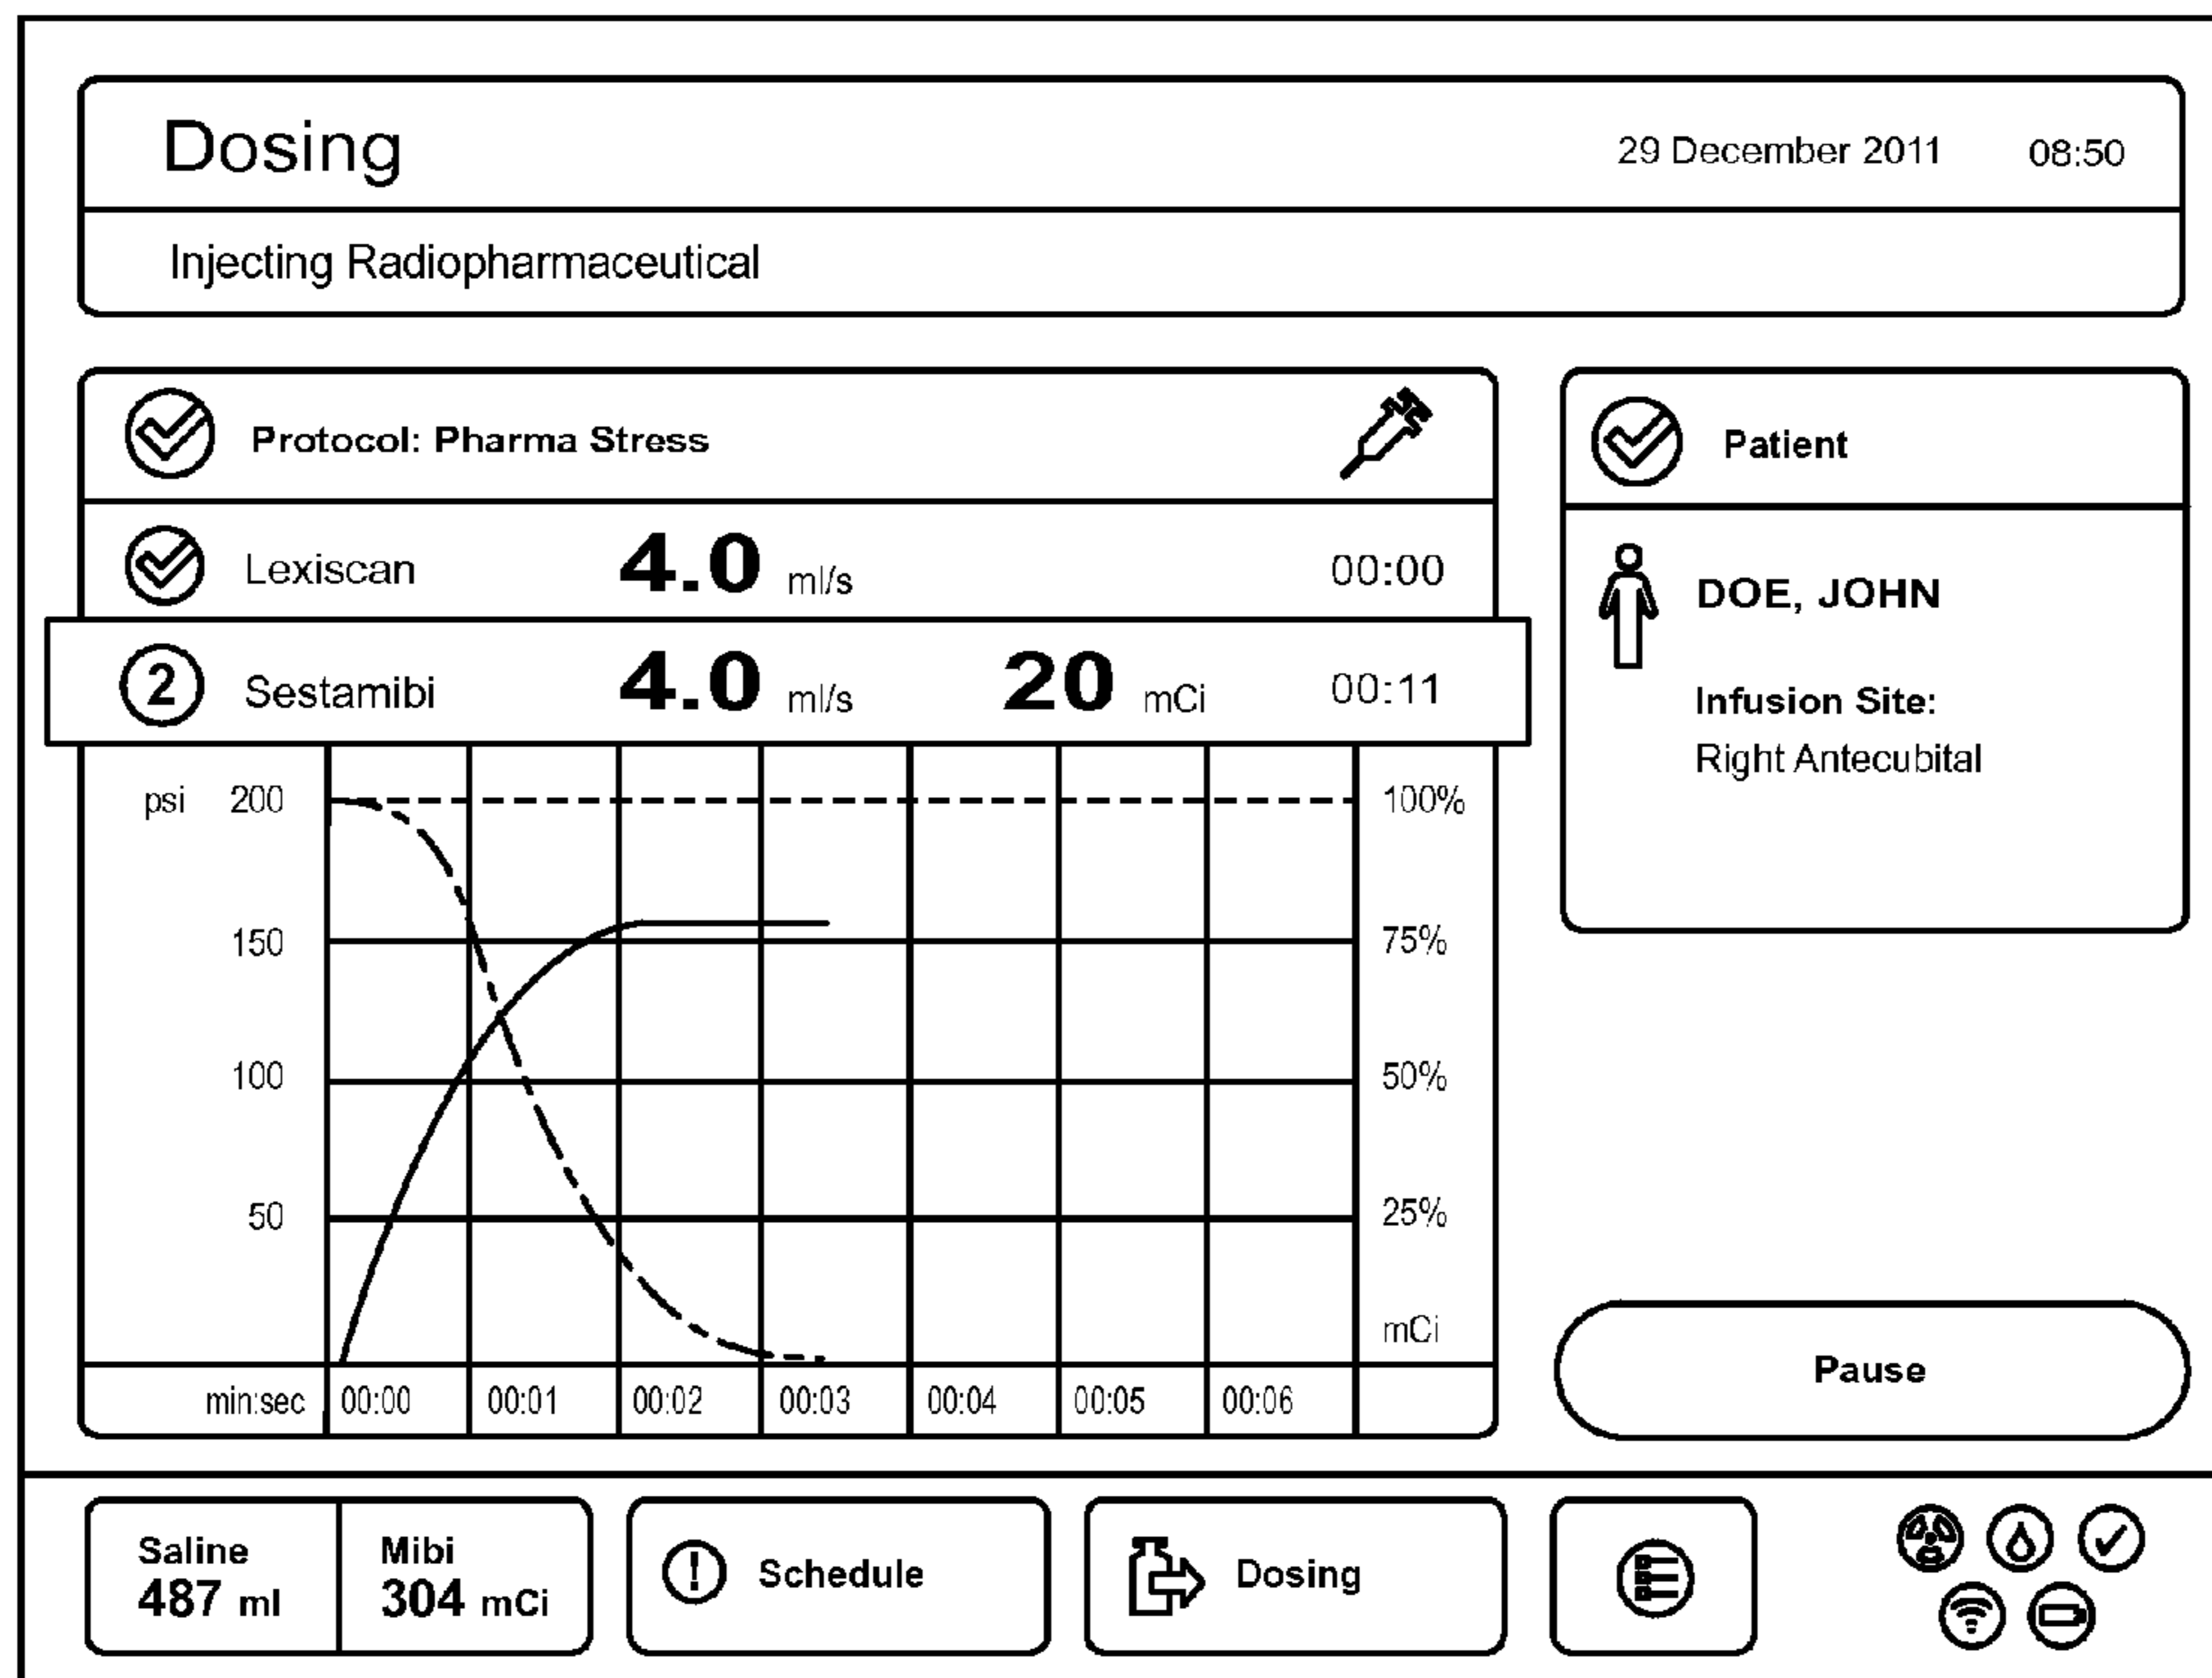 Dosing 29 December 2011 08:50
Injecting Radiopharmaceutical
Protocol: Pharma Stress
Lexiscan 4.0 ml/s 00:00
2 Sestamibi 4.0 ml/s 20 mCi 00:11
psi 200 100%
150 75%
100 50%
50 25%
mCi
min:sec 00:00 00:01 00:02 00:03 00:04 00:05 00:06
Patient
DOE, JOHN
Infusion Site:
Right Antecubital
Pause
Saline
487 ml
Mibi
304 mCi
Schedule
Dosing